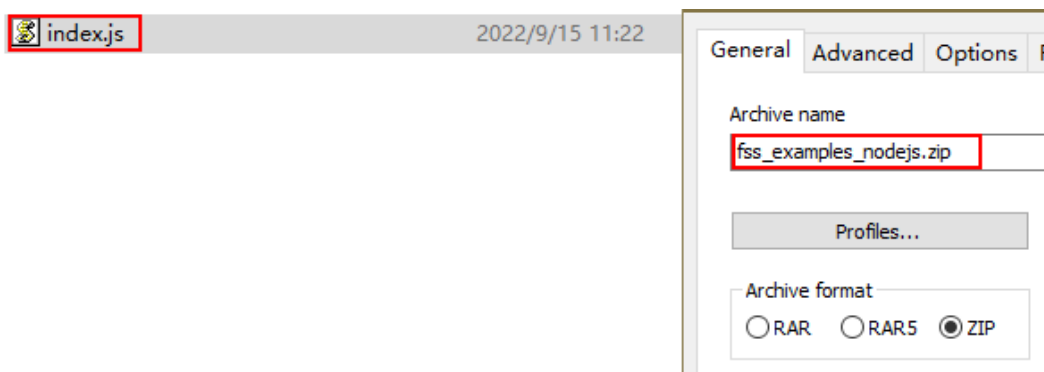 index.js 2022/9/15 11:22
General Advanced Options
Archive name
fss_examples_nodejs.zip
Profiles...
Archive format
RAR RAR5 ZIP